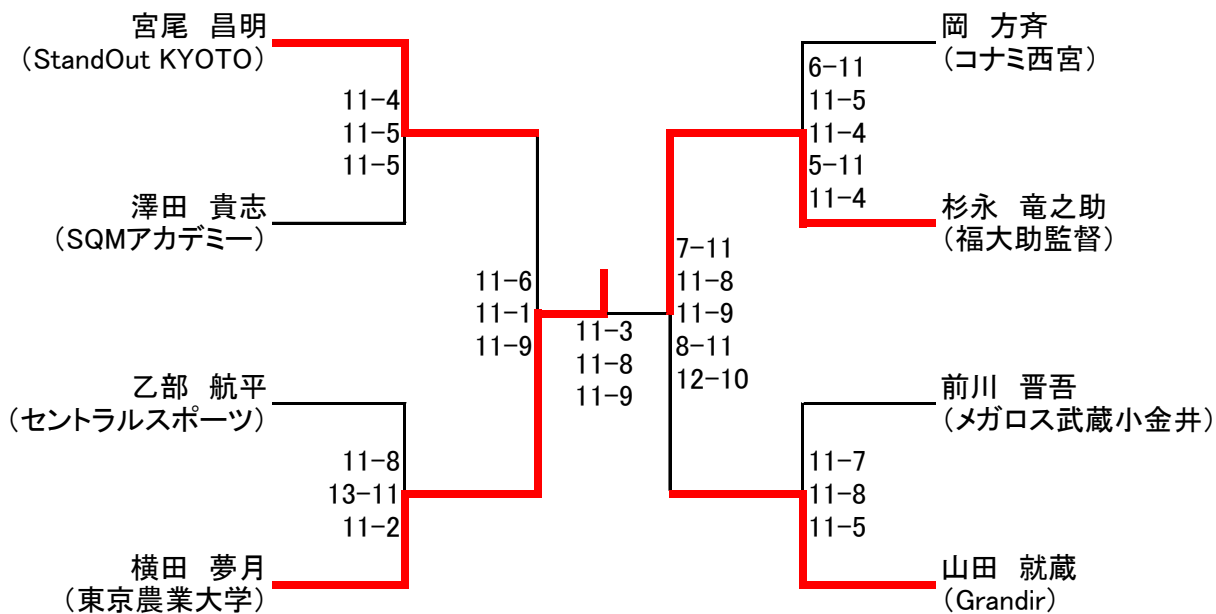 宮尾　昌明
（StandOut KYOTO）
11-4
11-5
11-5
澤田　貴志
（SQMアカデミー）
11-6
11-1
11-9
乙部　航平
（セントラルスポーツ）
11-8
13-11
11-2
横田　夢月
（東京農業大学）
11-3
11-8
11-9
岡　方斉
（コナミ西宮）
6-11
11-5
11-4
5-11
11-4
杉永　竜之助
（福大助監督）
7-11
11-8
11-9
8-11
12-10
前川　晋吾
（メガロス武蔵小金井）
11-7
11-8
11-5
山田　就蔵
（Grandir）